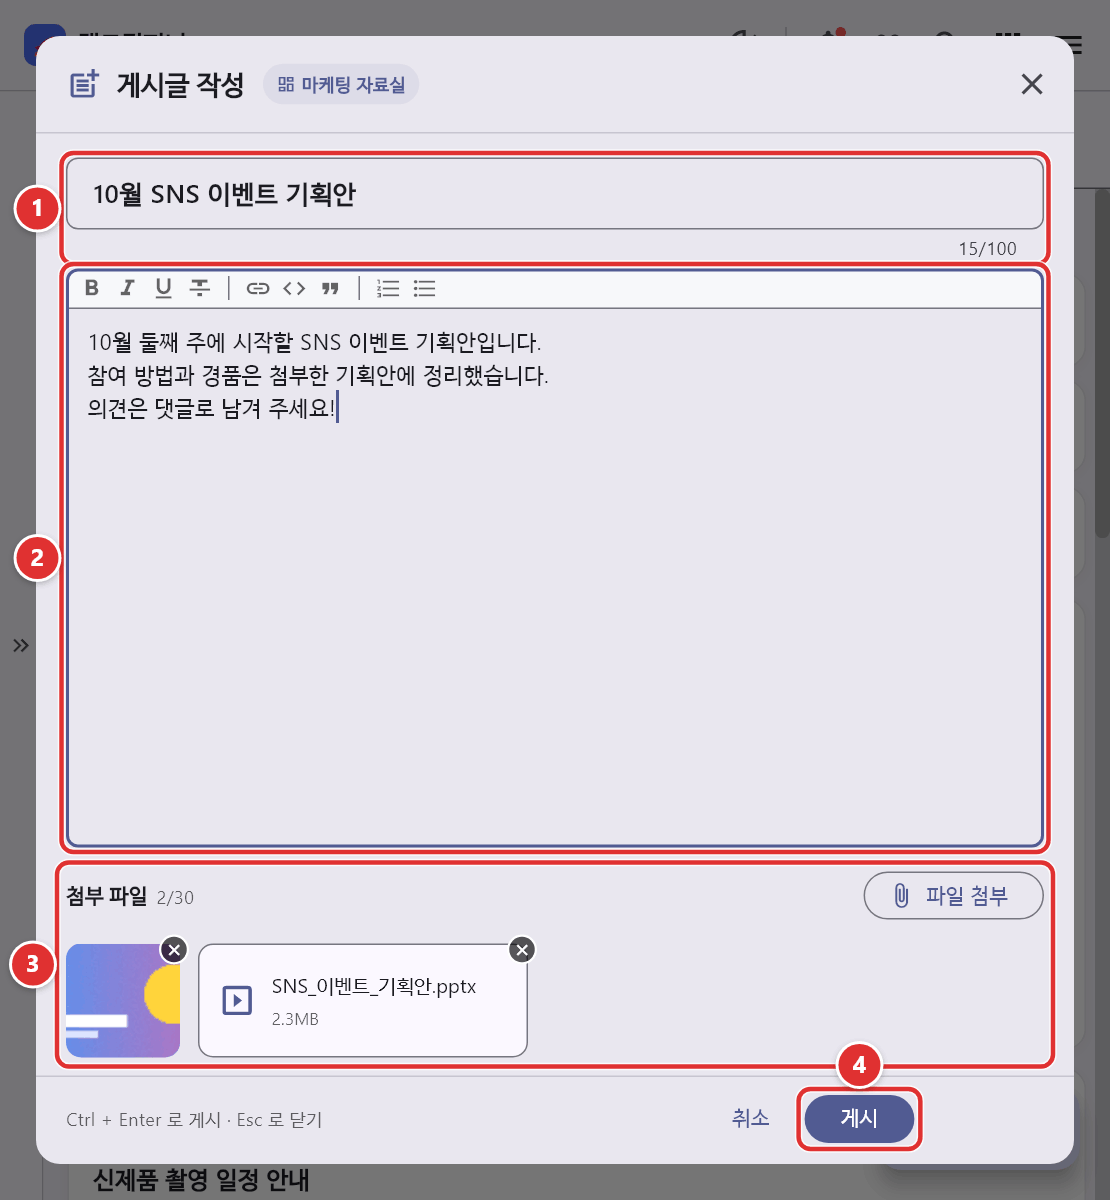 게시글 작성
마케팅 자료실
1
10월 SNS 이벤트 기획안
15/100
2
B I U
10월 둘째 주에 시작할 SNS 이벤트 기획안입니다.
참여 방법과 경품은 첨부한 기획안에 정리했습니다.
의견은 댓글로 남겨 주세요!
3
첨부 파일 2/30
파일 첨부
SNS_이벤트_기획안.pptx
2.3MB
4
Ctrl + Enter 로 게시 · Esc 로 닫기
취소
게시
신제품 촬영 일정 안내